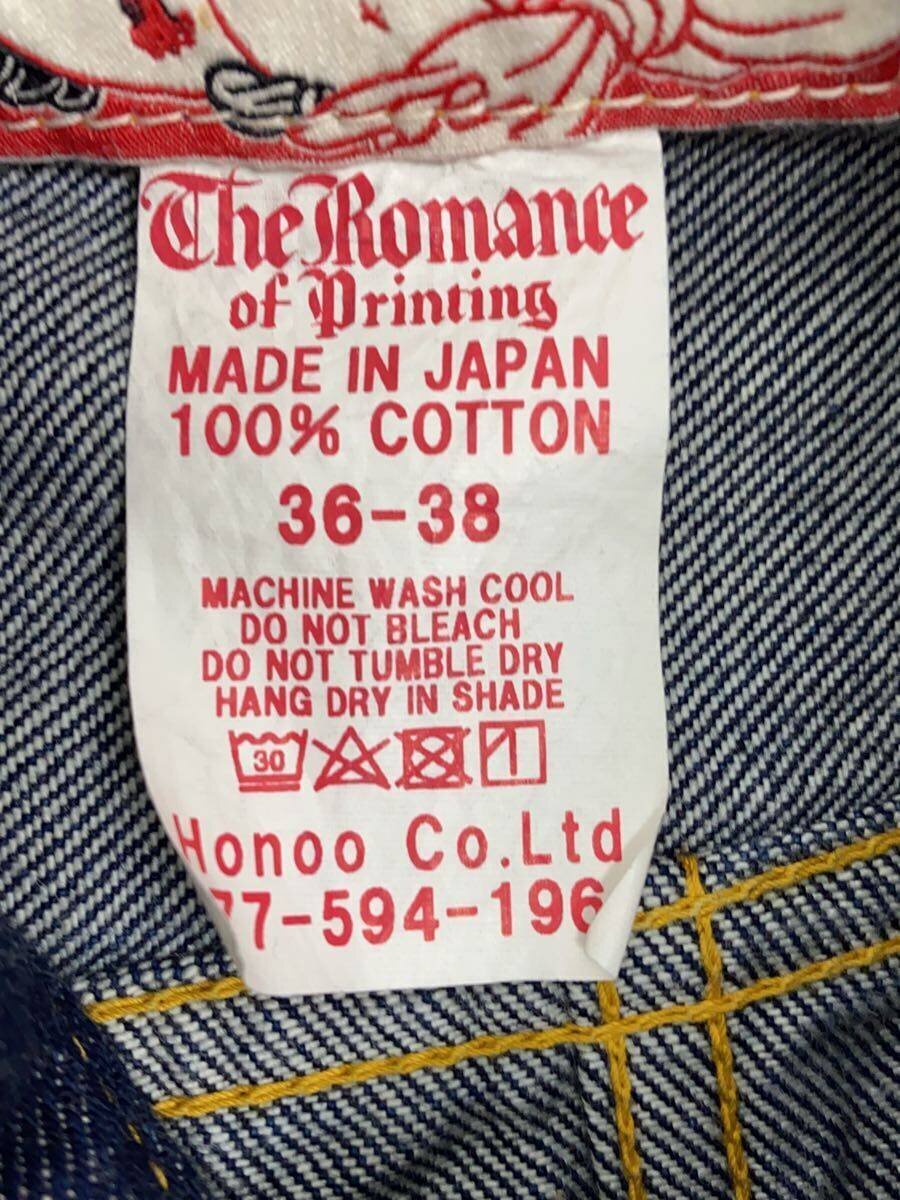 The Romance
of Printing
MADE IN JAPAN
100% COTTON
36-38
MACHINE WASH COOL
DO NOT BLEACH
DO NOT TUMBLE DRY
HANG DRY IN SHADE
30
Honoo Co.Ltd
77-594-196